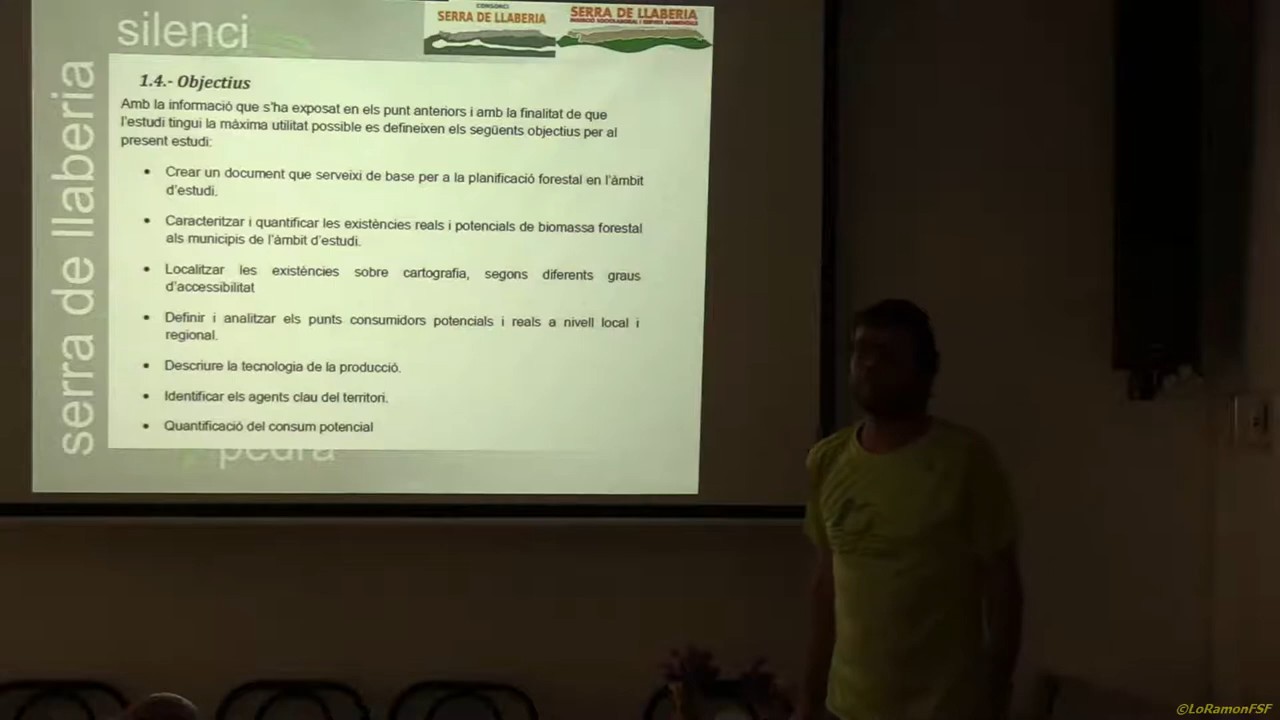 silenci
CONSORCI
SERRA DE LLABERIA
SERRA DE LLABERIA
serra de llaberia
1.4.- Objectius
Amb la informació que s'ha exposat en els punt anteriors i amb la finalitat de que
l'estudi tingui la màxima utilitat possible es defineixen els següents objectius per al
present estudi:
• Crear un document que serveixi de base per a la planificació forestal en l'àmbit
d'estudi.
• Caracteritzar i quantificar les existències reals i potencials de biomassa forestal
als municipis de l'àmbit d'estudi.
• Localitzar les existències sobre cartografia, segons diferents graus
d'accessibilitat
• Definir i analitzar els punts consumidors potencials i reals a nivell local i
regional.
• Descriure la tecnologia de la producció.
• Identificar els agents clau del territori.
• Quantificació del consum potencial
pedra
©LoRamonFSF